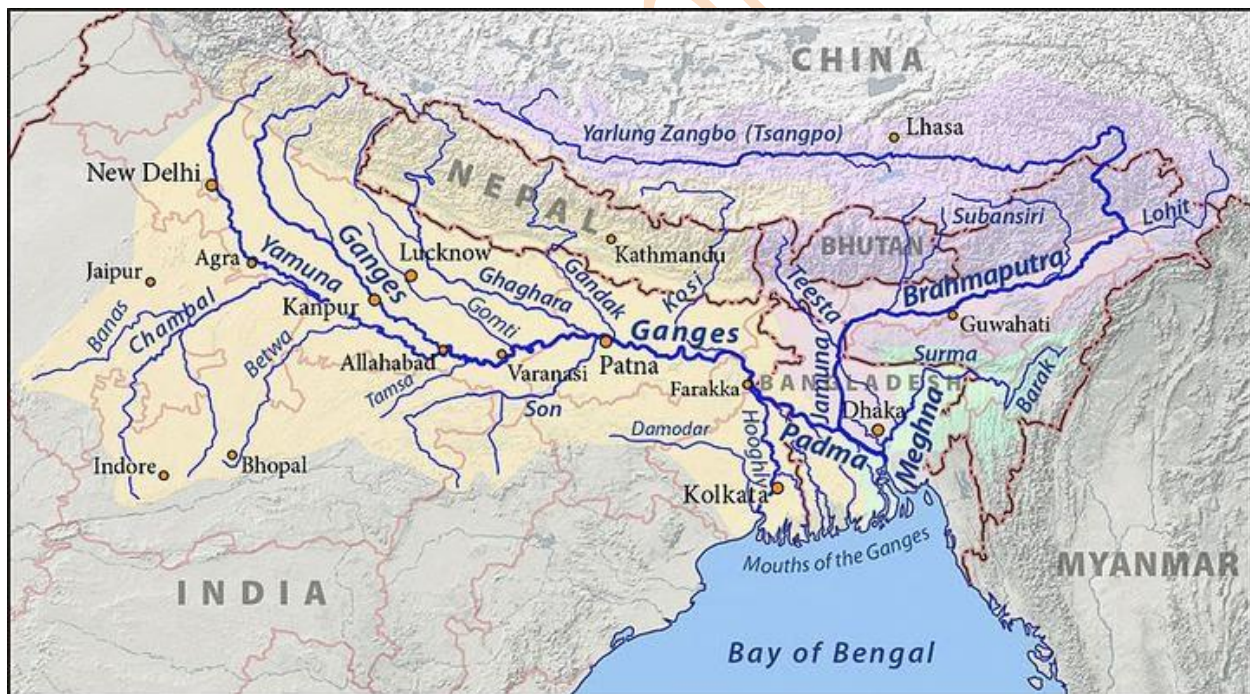 CHINA
Yarlung Zangbo (Tsangpo)
Lhasa
New Delhi
NEPAL
Subansiri
Lohit
BHUTAN
Kathmandu
Agra
Yamuna
Ganges
Lucknow
Jaipur
Ghaghara
Gandak
Kosi
Teesta
Brahmaputra
Banas
Chambal
Kanpur
Gomti
Ganges
Guwahati
Betwa
Allahabad
Varanasi
Patna
Surma
Tamsa
Farakka
BANGLADESH
Jamuna
Barak
Son
Dhaka
Meghna
Damodar
Hooghly
Padma
Indore
Bhopal
Kolkata
Mouths of the Ganges
INDIA
MYANMAR
Bay of Bengal